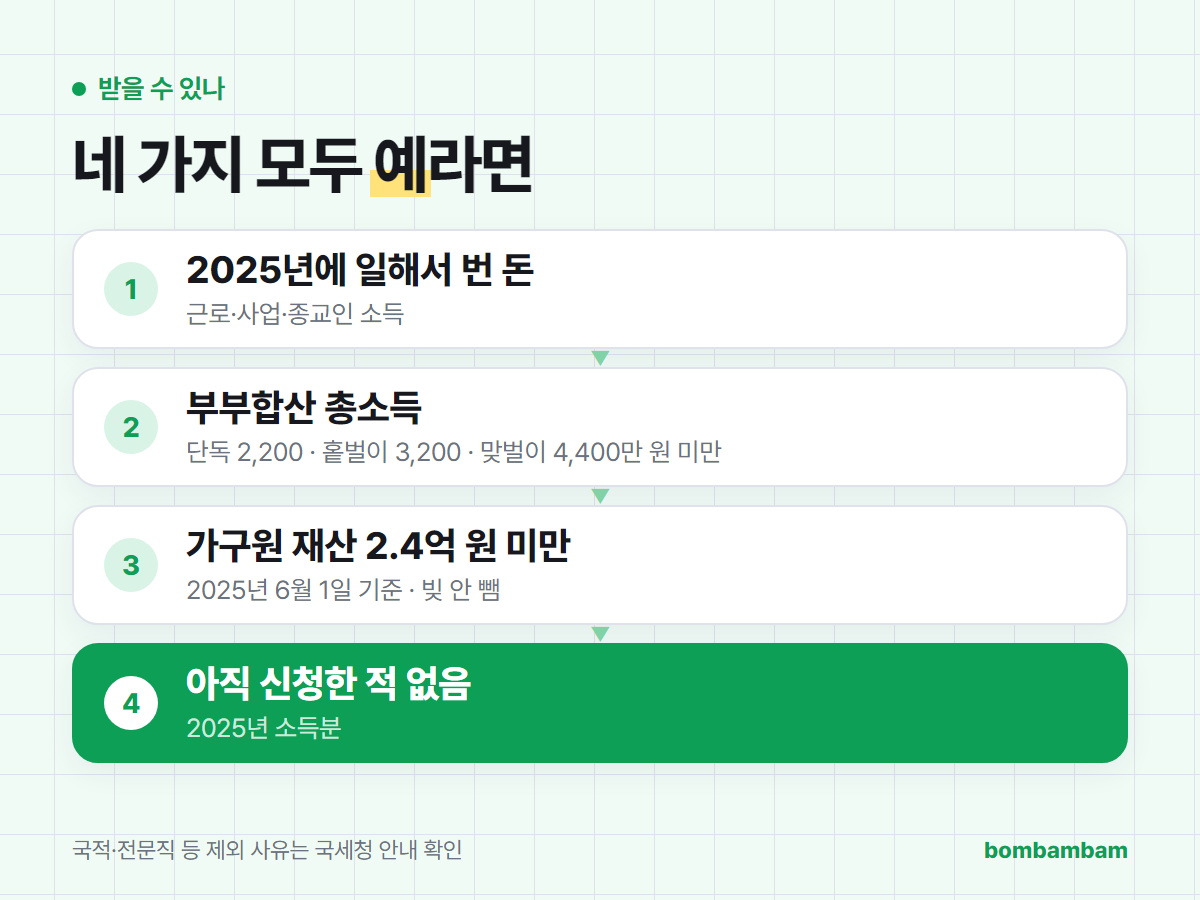 받을 수 있나
네 가지 모두 예라면
1
2025년에 일해서 번 돈
근로·사업·종교인 소득
2
부부합산 총소득
단독 2,200 · 홑벌이 3,200 · 맞벌이 4,400만 원 미만
3
가구원 재산 2.4억 원 미만
2025년 6월 1일 기준 · 빚 안 뺌
4
아직 신청한 적 없음
2025년 소득분
국적·전문직 등 제외 사유는 국세청 안내 확인
bombambam